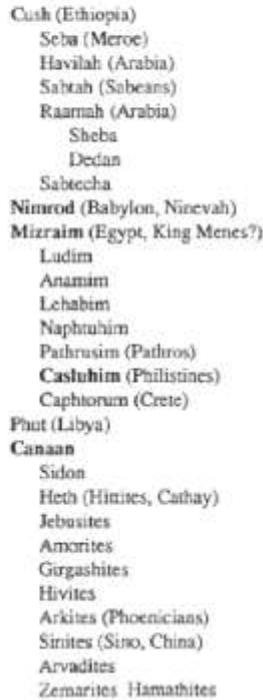 Cush (Ethiopia)
Seba (Meroe)
Havilah (Arabia)
Sabtah (Sabeans)
Raamah (Arabia)
Sheba
Dedan
Sabtecha
Nimrod (Babylon, Ninevah)
Mizraim (Egypt, King Menes?)
Ludim
Anamim
Lehabim
Naphtuhim
Pathrusim (Pathros)
Casluhim (Philistines)
Caphtorum (Crete)
Phut (Libya)
Canaan
Sidon
Heth (Hittites, Cathay)
Jebusites
Amorites
Girgashites
Hivites
Arkites (Phoenicians)
Sinites (Sino, China)
Arvadites
Zemarites Hamathites